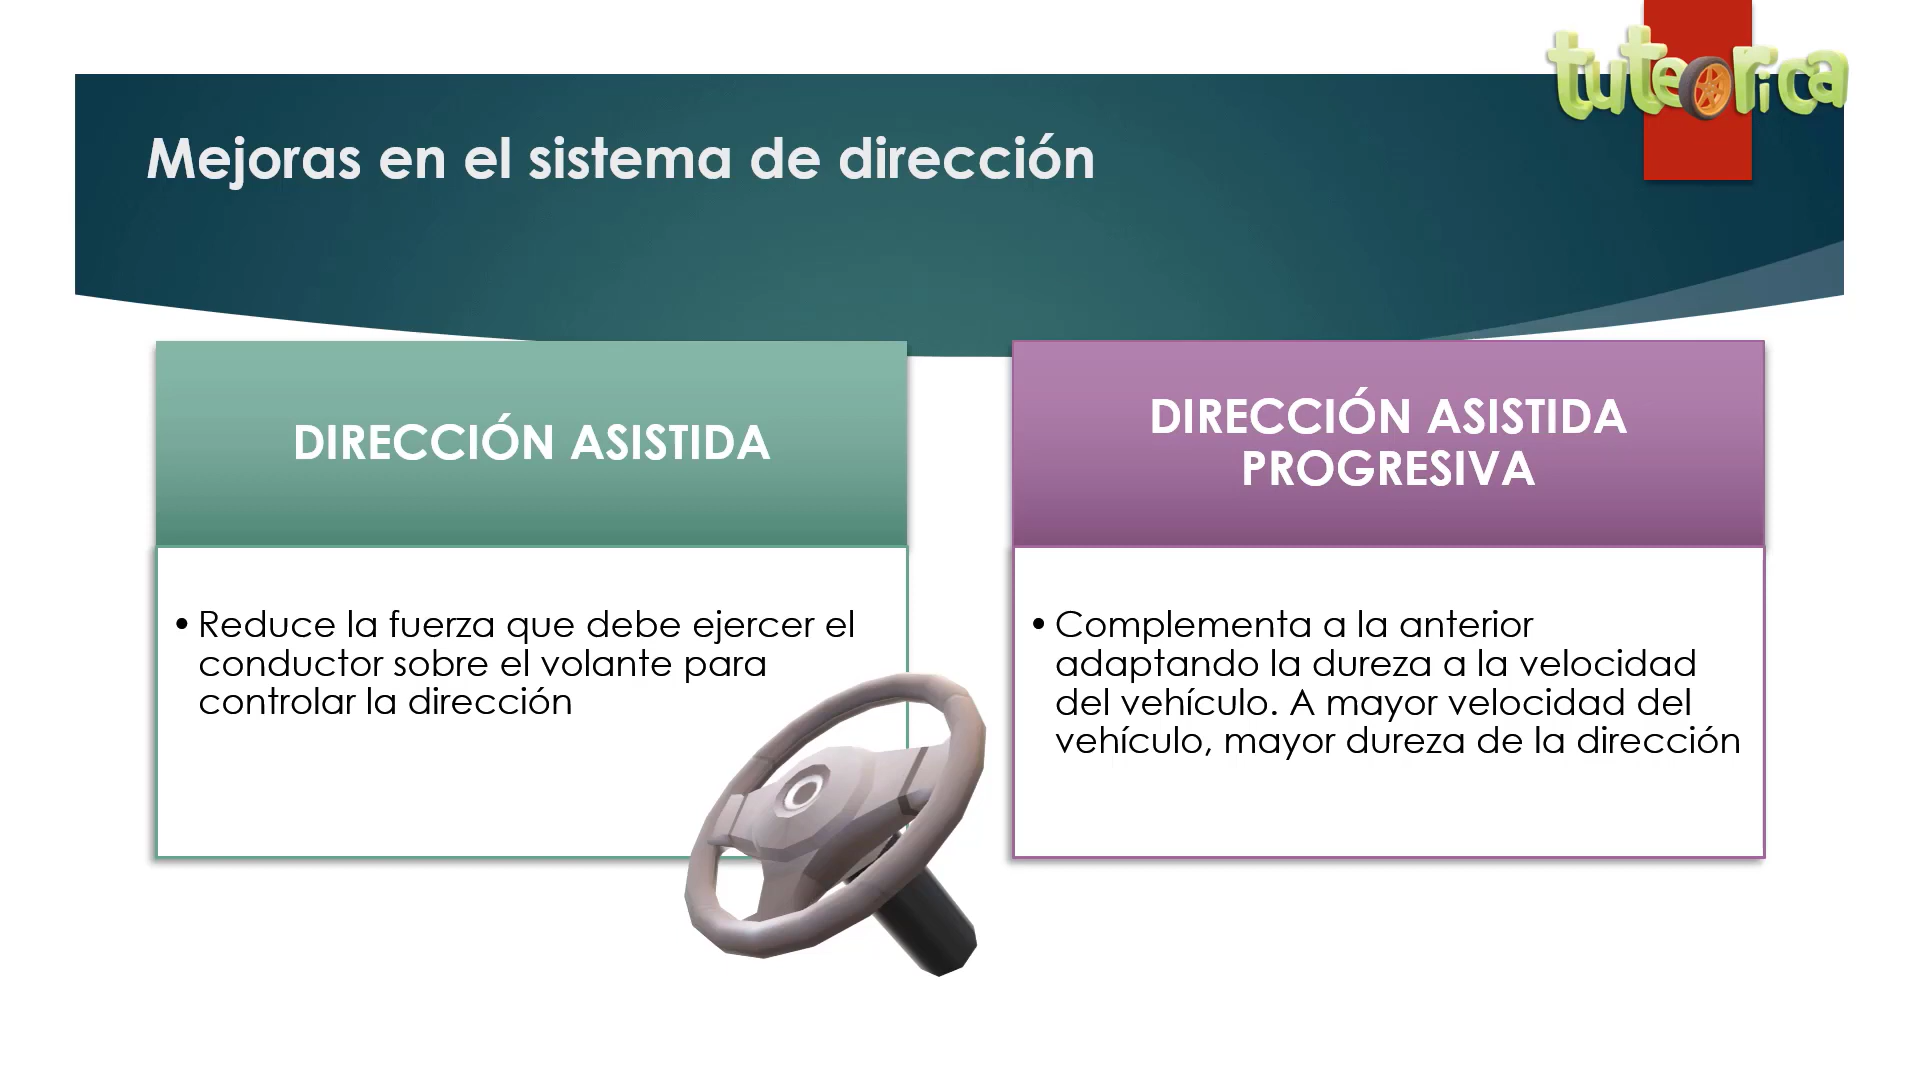 tuteorica
Mejoras en el sistema de dirección
DIRECCIÓN ASISTIDA
• Reduce la fuerza que debe ejercer el
conductor sobre el volante para
controlar la dirección
DIRECCIÓN ASISTIDA
PROGRESIVA
• Complementa a la anterior
adaptando la dureza a la velocidad
del vehículo. A mayor velocidad del
vehículo, mayor dureza de la dirección